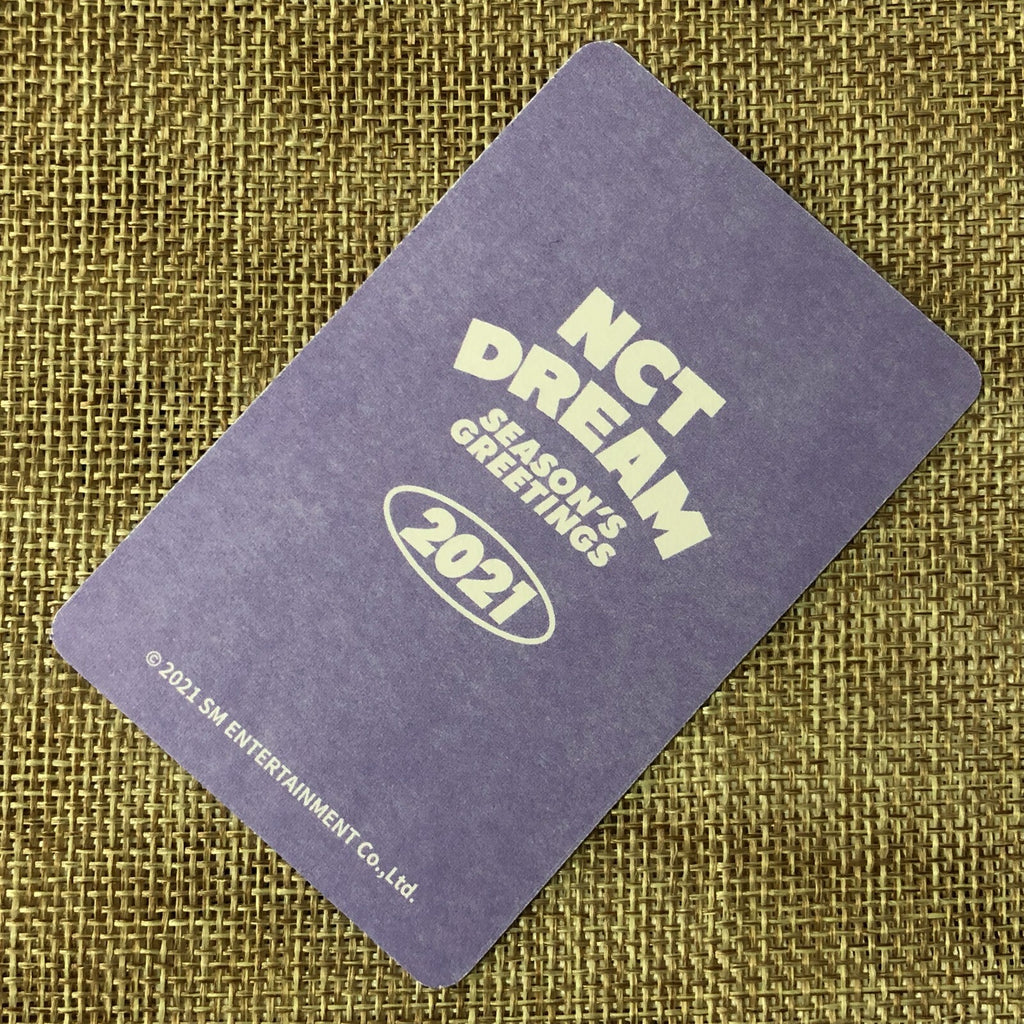 NCT
DREAM
SEASON'S
GREETINGS
2021
© 2021 SM ENTERTAINMENT Co.,Ltd.